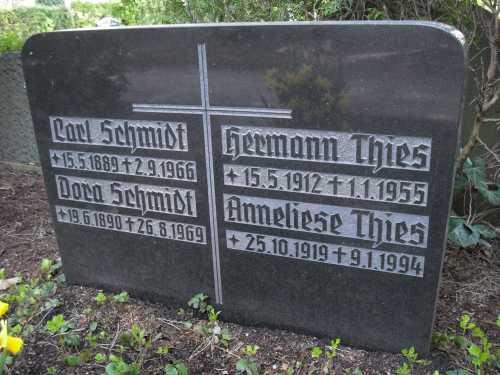 Carl Schmidt
✦15.5.1889✝2.9.1966
Dora Schmidt
✦19.6.1890✝26.8.1969
Hermann Thies
✦15.5.1912✝1.1.1955
Anneliese Thies
✦25.10.1919✝9.1.1994